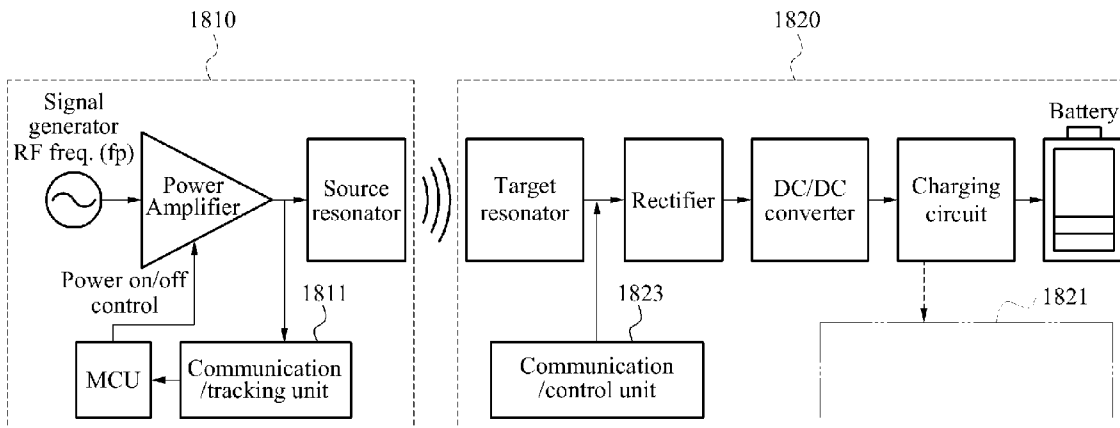 1810
1820
Signal
generator
RF freq. (fp)
Power
Amplifier
Source
resonator
Target
resonator
Rectifier
DC/DC
converter
Charging
circuit
Battery
Power on/off
control
1811
1823
1821
MCU
Communication
/tracking unit
Communication
/control unit